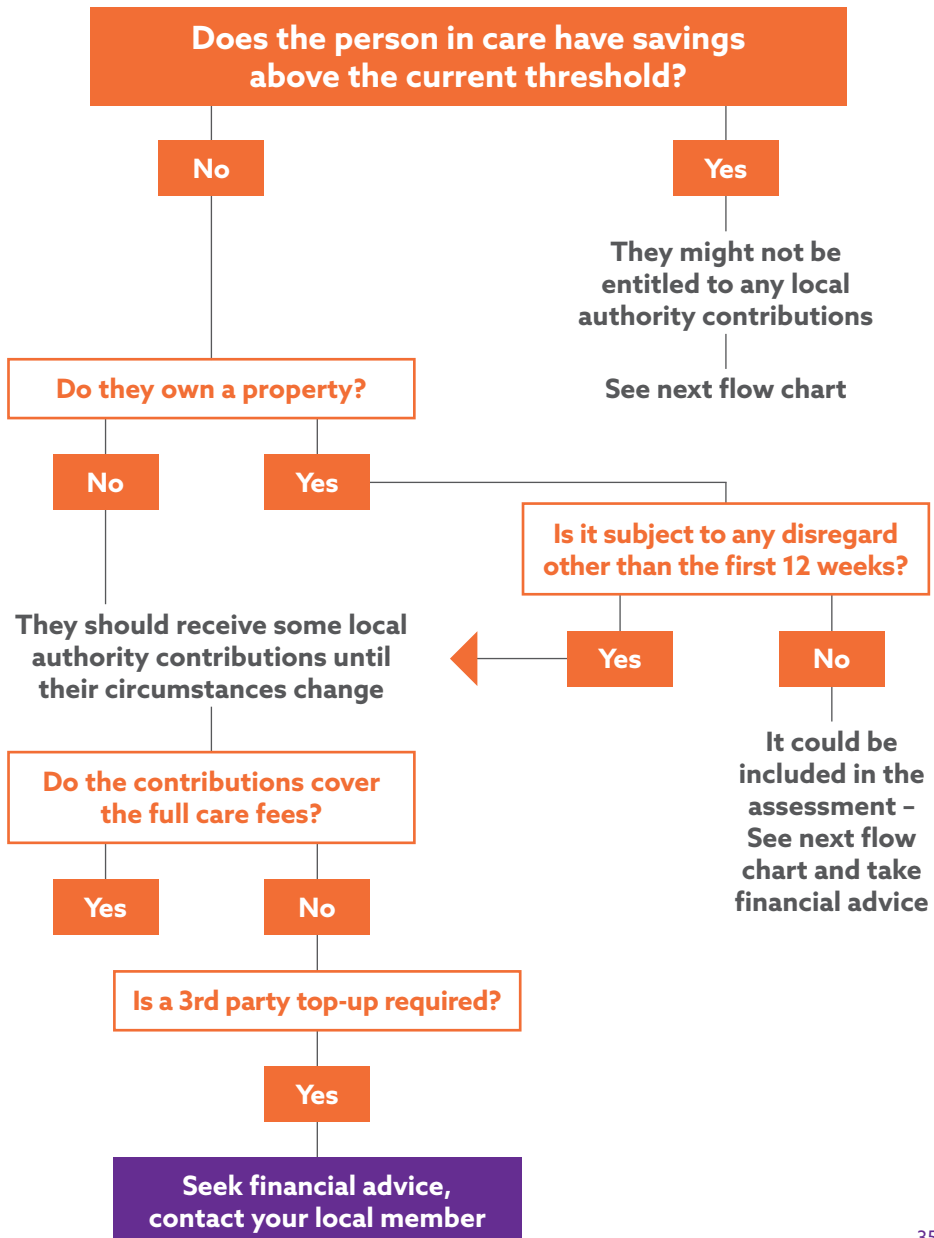 Does the person in care have savings
above the current threshold?
No
Yes
They might not be
entitled to any local
authority contributions
See next flow chart
Do they own a property?
No
Yes
Is it subject to any disregard
other than the first 12 weeks?
Yes
No
They should receive some local
authority contributions until
their circumstances change
It could be
included in the
assessment –
See next flow
chart and take
financial advice
Do the contributions cover
the full care fees?
Yes
No
Is a 3rd party top-up required?
Yes
Seek financial advice,
contact your local member
35